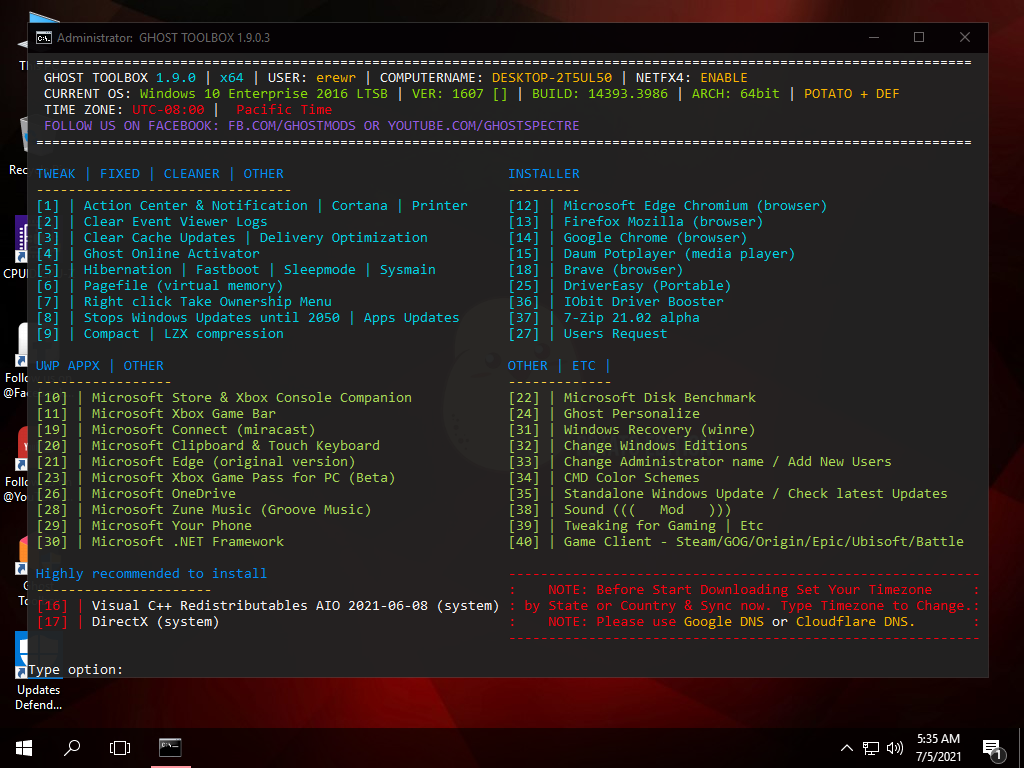 Administrator: GHOST TOOLBOX 1.9.0.3
================================================================
GHOST TOOLBOX 1.9.0 | x64 | USER: erewr | COMPUTERNAME: DESKTOP-2T5UL50 | NETFX4: ENABLE
CURRENT OS: Windows 10 Enterprise 2016 LTSB | VER: 1607 [] | BUILD: 14393.3986 | ARCH: 64bit | POTATO + DEF
TIME ZONE: UTC-08:00 | Pacific Time
FOLLOW US ON FACEBOOK: FB.COM/GHOSTMODS OR YOUTUBE.COM/GHOSTSPECTRE
================================================================
TWEAK | FIXED | CLEANER | OTHER
--------------------------------
[1] | Action Center & Notification | Cortana | Printer
[2] | Clear Event Viewer Logs
[3] | Clear Cache Updates | Delivery Optimization
[4] | Ghost Online Activator
[5] | Hibernation | Fastboot | Sleepmode | Sysmain
[6] | Pagefile (virtual memory)
[7] | Right click Take Ownership Menu
[8] | Stops Windows Updates until 2050 | Apps Updates
[9] | Compact | LZX compression
INSTALLER
---------
[12] | Microsoft Edge Chromium (browser)
[13] | Firefox Mozilla (browser)
[14] | Google Chrome (browser)
[15] | Daum Potplayer (media player)
[18] | Brave (browser)
[25] | DriverEasy (Portable)
[36] | IObit Driver Booster
[37] | 7-Zip 21.02 alpha
[27] | Users Request
UWP APPX | OTHER
-----------------
[10] | Microsoft Store & Xbox Console Companion
[11] | Microsoft Xbox Game Bar
[19] | Microsoft Connect (miracast)
[20] | Microsoft Clipboard & Touch Keyboard
[21] | Microsoft Edge (original version)
[23] | Microsoft Xbox Game Pass for PC (Beta)
[26] | Microsoft OneDrive
[28] | Microsoft Zune Music (Groove Music)
[29] | Microsoft Your Phone
[30] | Microsoft .NET Framework
OTHER | ETC |
-------------
[22] | Microsoft Disk Benchmark
[24] | Ghost Personalize
[31] | Windows Recovery (winre)
[32] | Change Windows Editions
[33] | Change Administrator name / Add New Users
[34] | CMD Color Schemes
[35] | Standalone Windows Update / Check latest Updates
[38] | Sound (((   Mod   )))
[39] | Tweaking for Gaming | Etc
[40] | Game Client - Steam/GOG/Origin/Epic/Ubisoft/Battle
Highly recommended to install
----------------------
[16] | Visual C++ Redistributables AIO 2021-06-08 (system)
[17] | DirectX (system)
-----------------------------------------------------------
: NOTE: Before Start Downloading Set Your Timezone :
: by State or Country & Sync now. Type Timezone to Change.:
: NOTE: Please use Google DNS or Cloudflare DNS. :
-----------------------------------------------------------
Type option:
Updates
Defend...
5:35 AM
7/5/2021
1